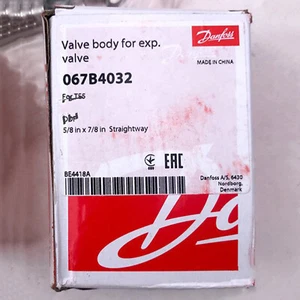 Valve body for exp.
valve
Danfoss
MADE IN CHINA
067B4032
For TES
5/8 in x 7/8 in Straightway
EAC
BE4418A
Danfoss A/S, 6430
Nordborg,
Denmark